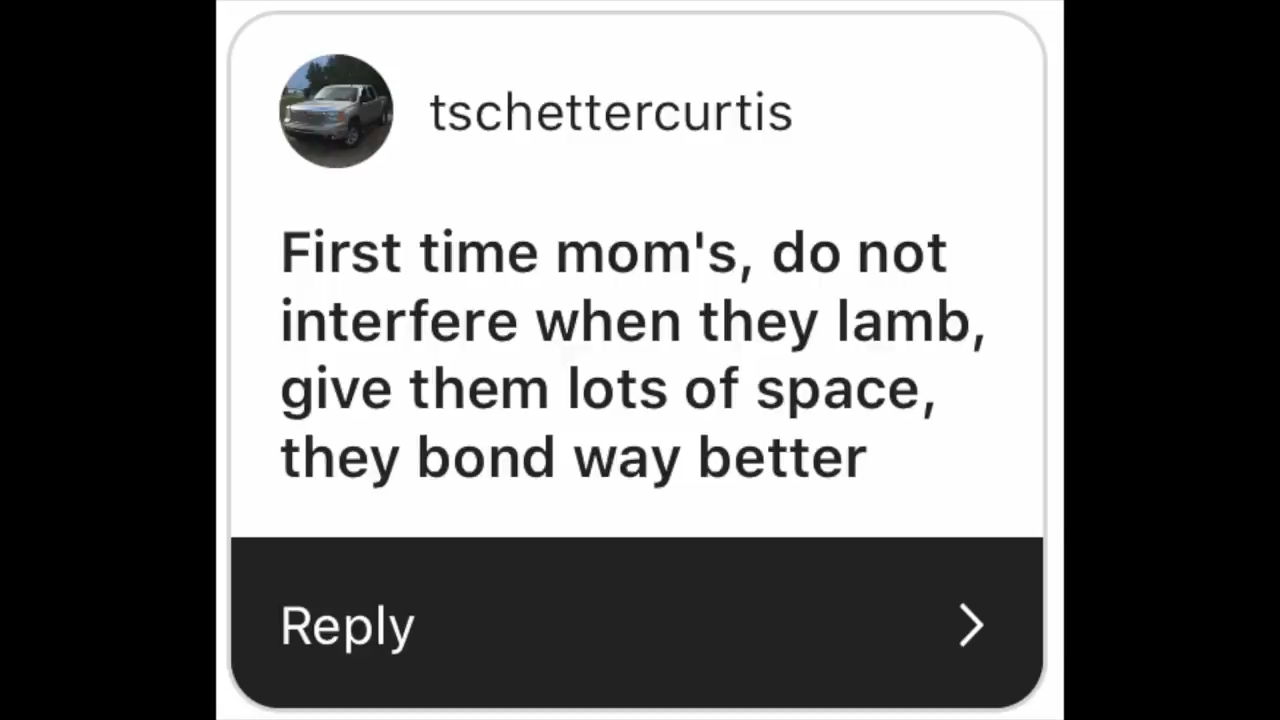 tschettercurtis
First time mom's, do not
interfere when they lamb,
give them lots of space,
they bond way better
Reply